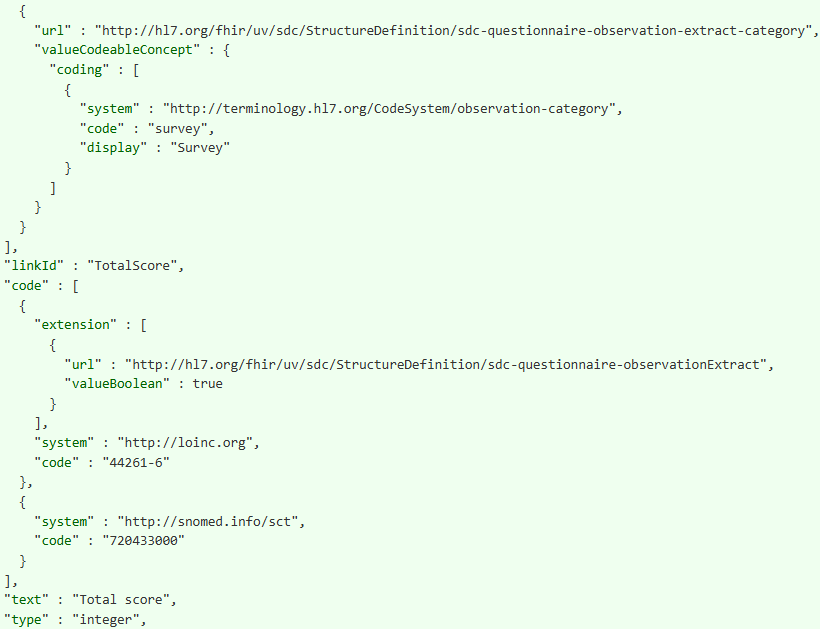 {
"url" : "http://hl7.org/fhir/uv/sdc/StructureDefinition/sdc-questionnaire-observation-extract-category",
"valueCodeableConcept" : {
"coding" : [
{
"system" : "http://terminology.hl7.org/CodeSystem/observation-category",
"code" : "survey",
"display" : "Survey"
}
]
}
}
],
"linkId" : "TotalScore",
"code" : [
{
"extension" : [
{
"url" : "http://hl7.org/fhir/uv/sdc/StructureDefinition/sdc-questionnaire-observationExtract",
"valueBoolean" : true
}
],
"system" : "http://loinc.org",
"code" : "44261-6"
},
{
"system" : "http://snomed.info/sct",
"code" : "720433000"
}
],
"text" : "Total score",
"type" : "integer",